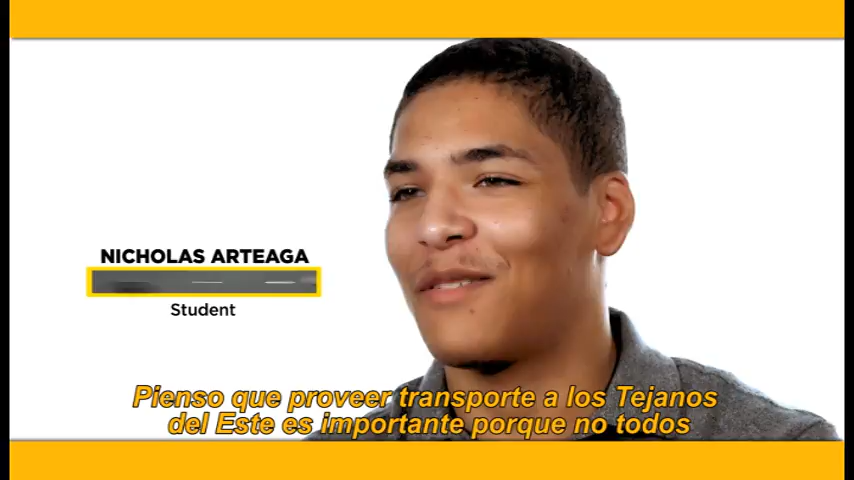 NICHOLAS ARTEAGA
Student
Pienso que proveer transporte a los Tejanos
del Este es importante porque no todos